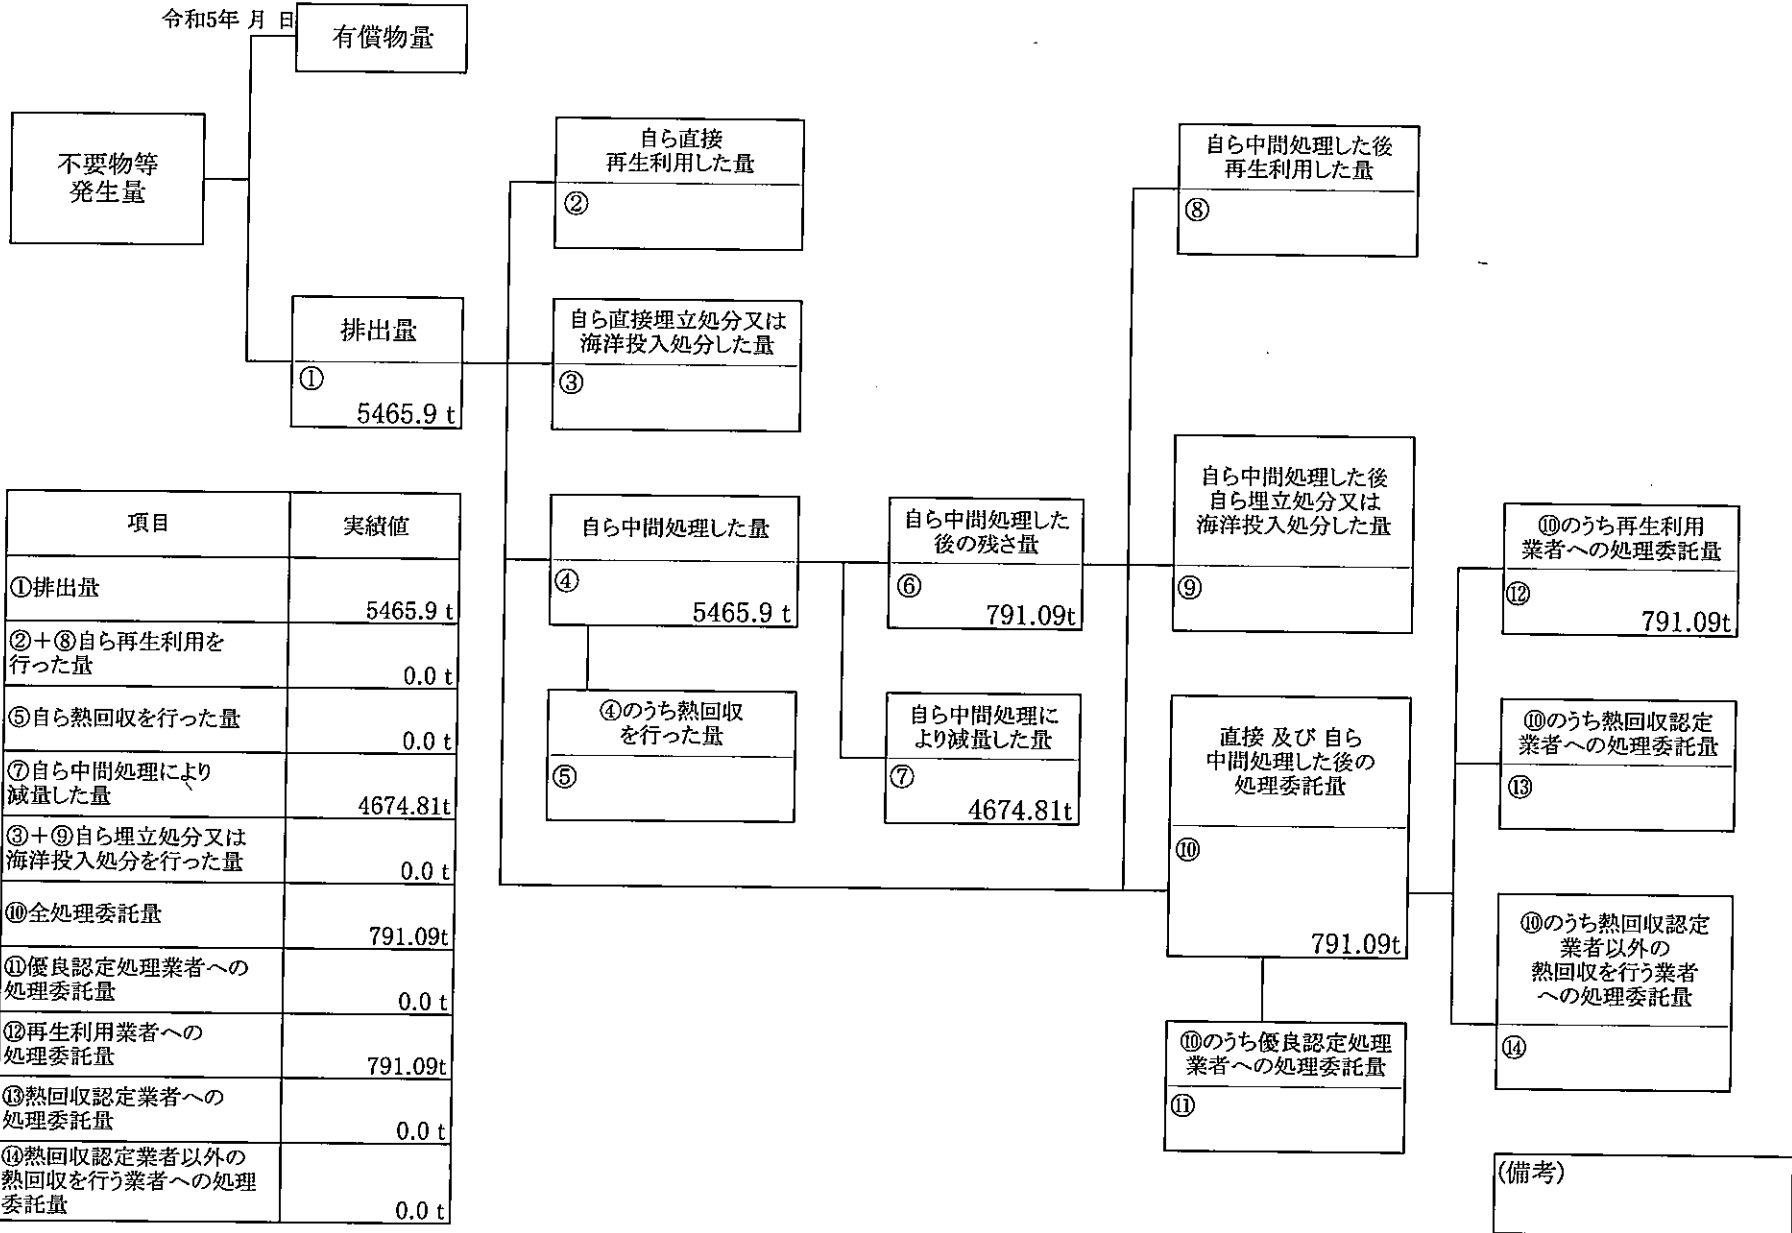 令和5年 月 日
有償物量
不要物等
発生量
排出量
①
5465.9 t
自ら直接
再生利用した量
②
自ら直接埋立処分又は
海洋投入処分した量
③
自ら中間処理した量
④
5465.9 t
④のうち熱回収
を行った量
⑤
自ら中間処理した
後の残さ量
⑥
791.09t
自ら中間処理に
より減量した量
⑦
4674.81t
自ら中間処理した後
再生利用した量
⑧
自ら中間処理した後
自ら埋立処分又は
海洋投入処分した量
⑨
直接 及び 自ら
中間処理した後の
処理委託量
⑩
791.09t
⑩のうち優良認定処理
業者への処理委託量
⑪
⑩のうち再生利用
業者への処理委託量
⑫
791.09t
⑩のうち熱回収認定
業者への処理委託量
⑬
⑩のうち熱回収認定
業者以外の
熱回収を行う業者
への処理委託量
⑭
項目 実績値
①排出量
5465.9 t
②+⑧自ら再生利用を
行った量
0.0 t
⑤自ら熱回収を行った量
0.0 t
⑦自ら中間処理により
減量した量
4674.81t
③+⑨自ら埋立処分又は
海洋投入処分を行った量
0.0 t
⑩全処理委託量
791.09t
⑪優良認定処理業者への
処理委託量
0.0 t
⑫再生利用業者への
処理委託量
791.09t
⑬熱回収認定業者への
処理委託量
0.0 t
⑭熱回収認定業者以外の
熱回収を行う業者への処理
委託量
0.0 t
(備考)